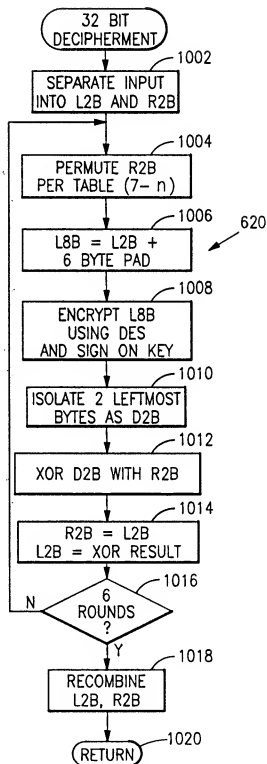 32 BIT
DECIPHERMENT
1002
SEPARATE INPUT
INTO L2B AND R2B
1004
PERMUTE R2B
PER TABLE (7-n)
1006
620
L8B = L2B +
6 BYTE PAD
1008
ENCRYPT L8B
USING DES
AND SIGN ON KEY
1010
ISOLATE 2 LEFTMOST
BYTES AS D2B
1012
XOR D2B WITH R2B
1014
R2B = L2B
L2B = XOR RESULT
1016
N
6
ROUNDS
?
Y
1018
RECOMBINE
L2B, R2B
1020
RETURN